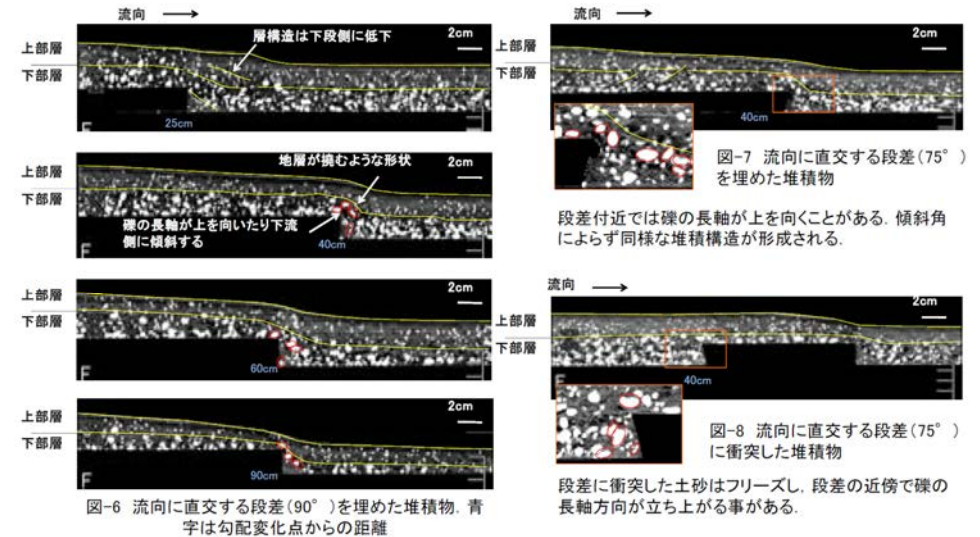 流向
2cm
層構造は下段側に低下
上部層
下部層
25cm
2cm
地層が撓むような形状
上部層
下部層
礫の長軸が上を向いたり下流
側に傾斜する
40cm
2cm
上部層
下部層
60cm
2cm
上部層
下部層
90cm
図-6 流向に直交する段差(90°)を埋めた堆積物．青
字は勾配変化点からの距離
流向
2cm
上部層
下部層
40cm
図-7 流向に直交する段差(75°)
を埋めた堆積物
段差付近では礫の長軸が上を向くことがある．傾斜角
によらず同様な堆積構造が形成される．
流向
2cm
上部層
下部層
40cm
図-8 流向に直交する段差(75°)
に衝突した堆積物
段差に衝突した土砂はフリーズし，段差の近傍で礫の
長軸方向が立ち上がる事がある．